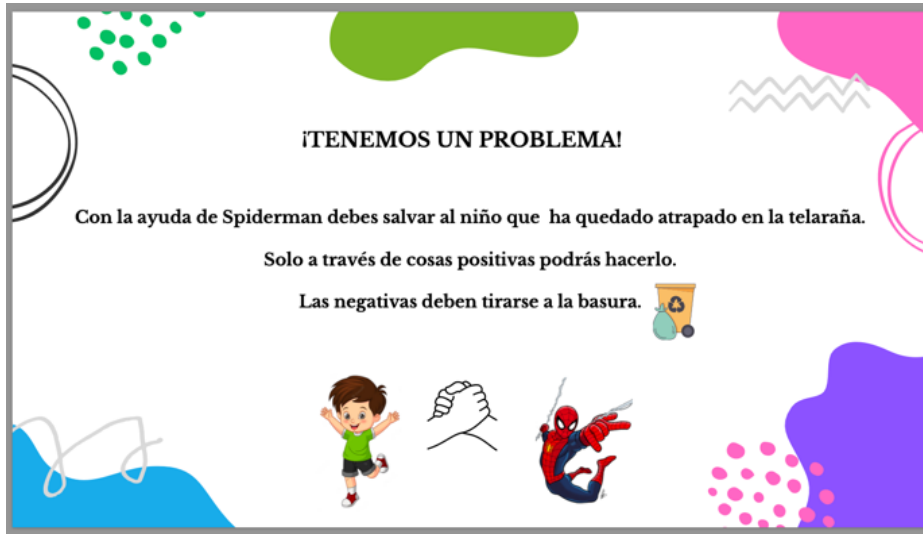 ¡TENEMOS UN PROBLEMA!
Con la ayuda de Spiderman debes salvar al niño que ha quedado atrapado en la telaraña.
Solo a través de cosas positivas podrás hacerlo.
Las negativas deben tirarse a la basura.